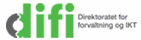 difi
Direktoratet for
forvaltning og IKT